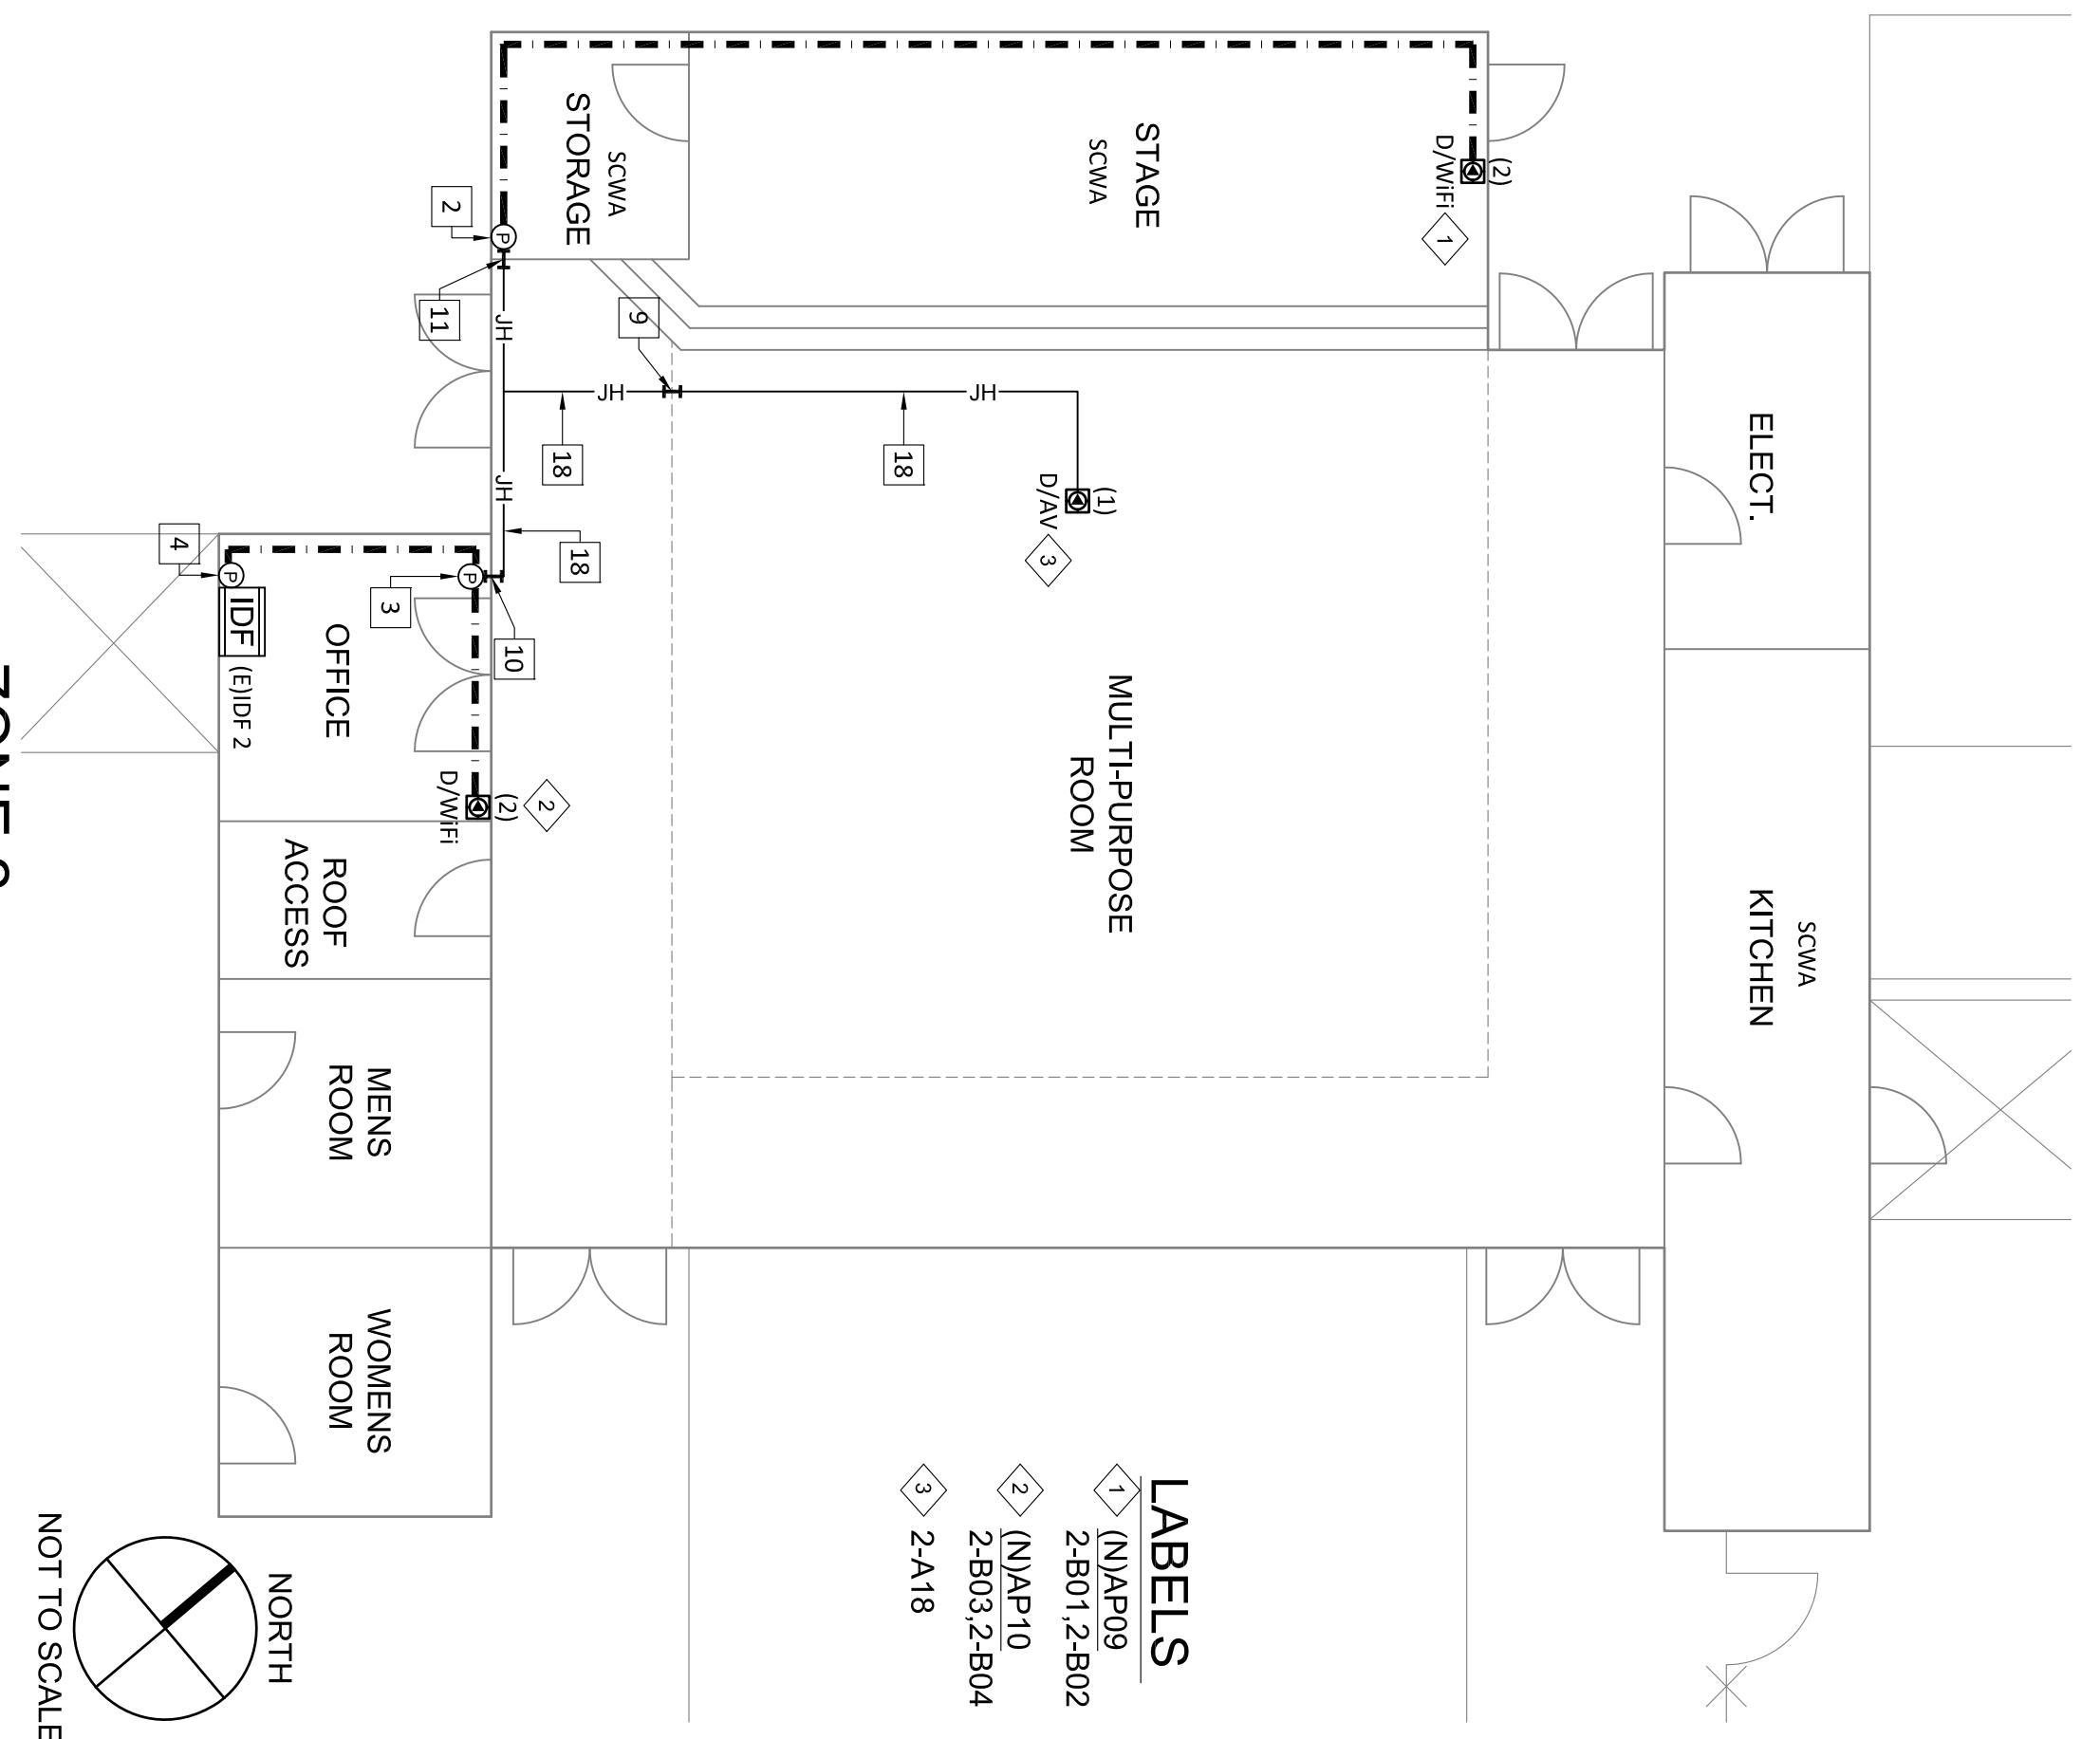 (2)
D/WiFi
1
STAGE
SCWA
SCWA
STORAGE
2
11
9
JH
JH
JH
JH
18
18
18
(1)
D/AV
3
ELECT.
4
IDF
(E)IDF 2
OFFICE
3
10
MULTI-PURPOSE
ROOM
(2)
D/WiFi
2
SCWA
KITCHEN
ROOF
ACCESS
MENS
ROOM
WOMENS
ROOM
P
P
P
LABELS
1 (N)AP09
2-B01,2-B02
2 (N)AP10
2-B03,2-B04
3 2-A18
NORTH
NOT TO SCALE